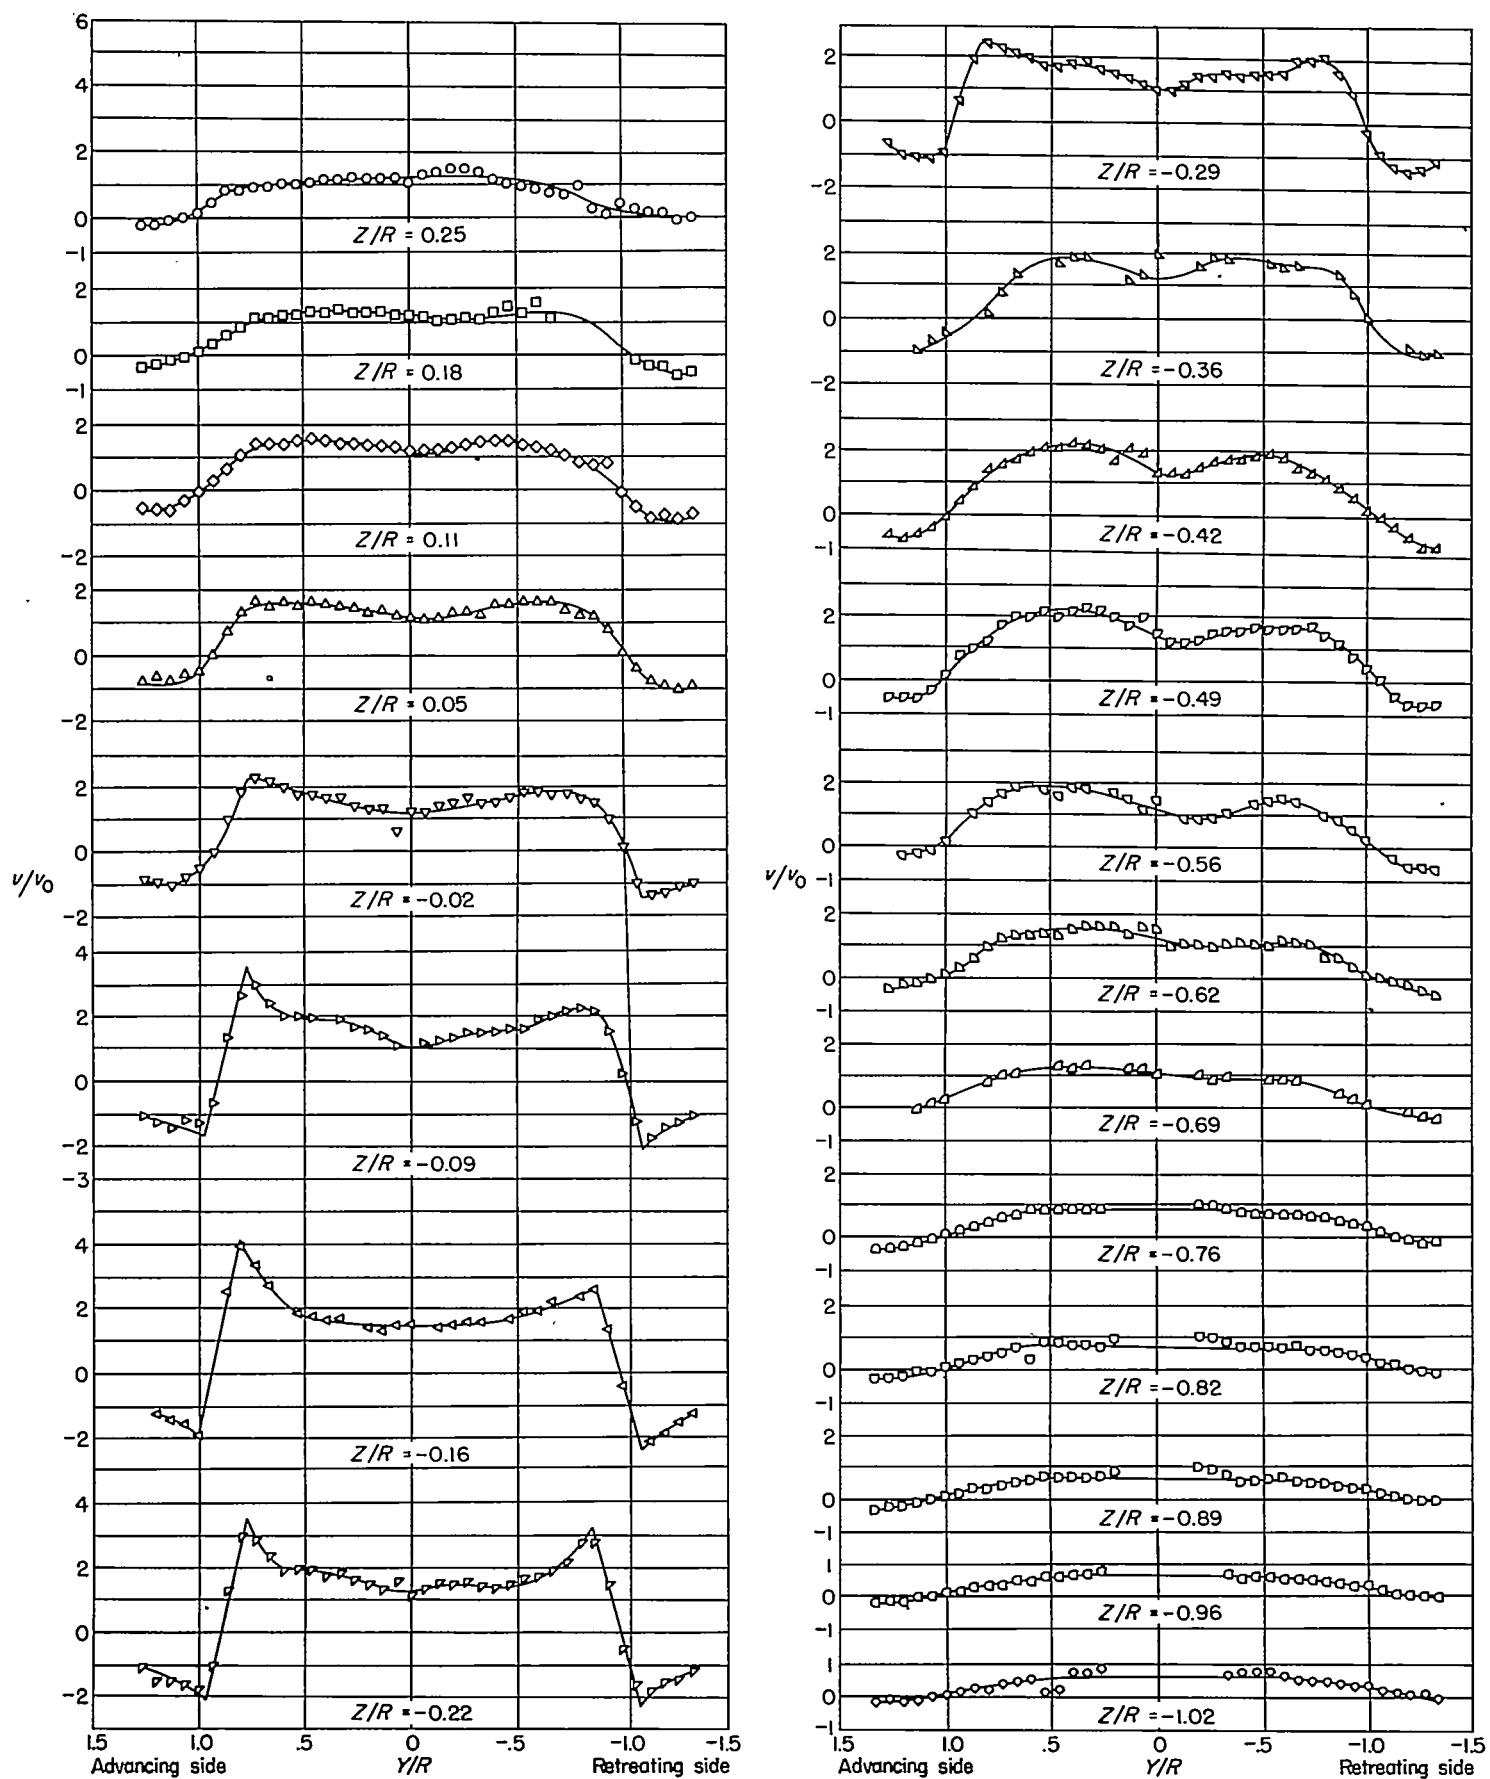 6
4
2
0
Z/R = 0.25
-1
2
0
Z/R = 0.18
-1
2
0
Z/R = 0.11
-2
2
0
Z/R = 0.05
-2
2
0
v/v0
Z/R = -0.02
-2
4
2
0
-2
Z/R = -0.09
-3
4
2
0
-2
Z/R = -0.16
4
2
0
-2
Z/R = -0.22
1.5 1.0 .5 0 -.5 -1.0 -1.5
Advancing side Y/R Retreating side
2
0
Z/R = -0.29
-2
2
0
Z/R = -0.36
-2
2
0
Z/R = -0.42
-1
2
0
Z/R = -0.49
-1
2
0
Z/R = -0.56
v/v0 -1
2
0
Z/R = -0.62
-1
2
0
Z/R = -0.69
-1
2
0
Z/R = -0.76
-1
2
0
Z/R = -0.82
-1
2
0
Z/R = -0.89
-1
1
0
Z/R = -0.96
-1
1
0
Z/R = -1.02
-1
1.5 1.0 .5 0 -.5 -1.0 -1.5
Advancing side Y/R Retreating side